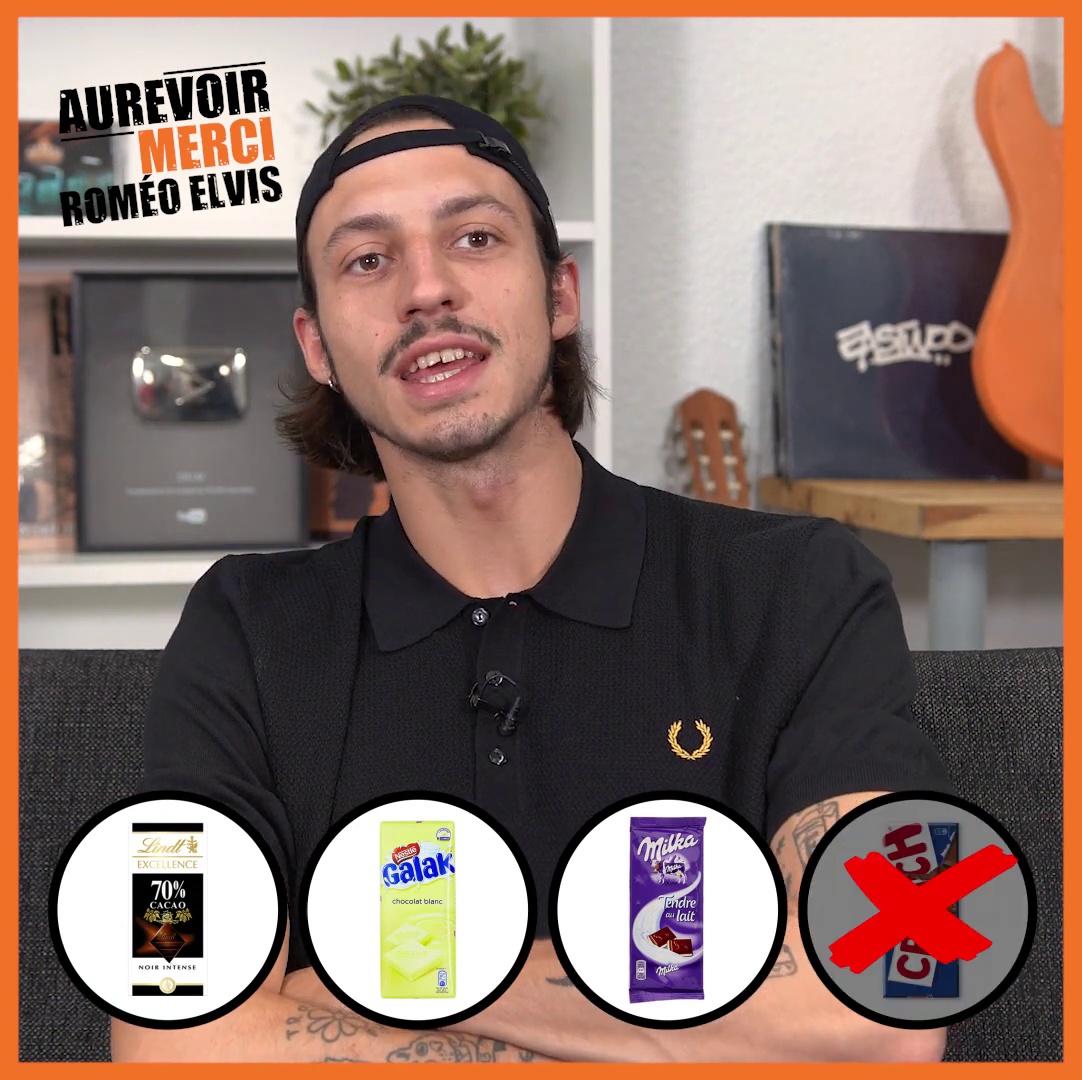 AUREVOIR
MERCI
ROMÉO ELVIS
Lindt
EXCELLENCE
70%
CACAO
NOIR INTENSE
Nestlé
Galak
chocolat blanc
Milka
Tendre
au lait
Milka